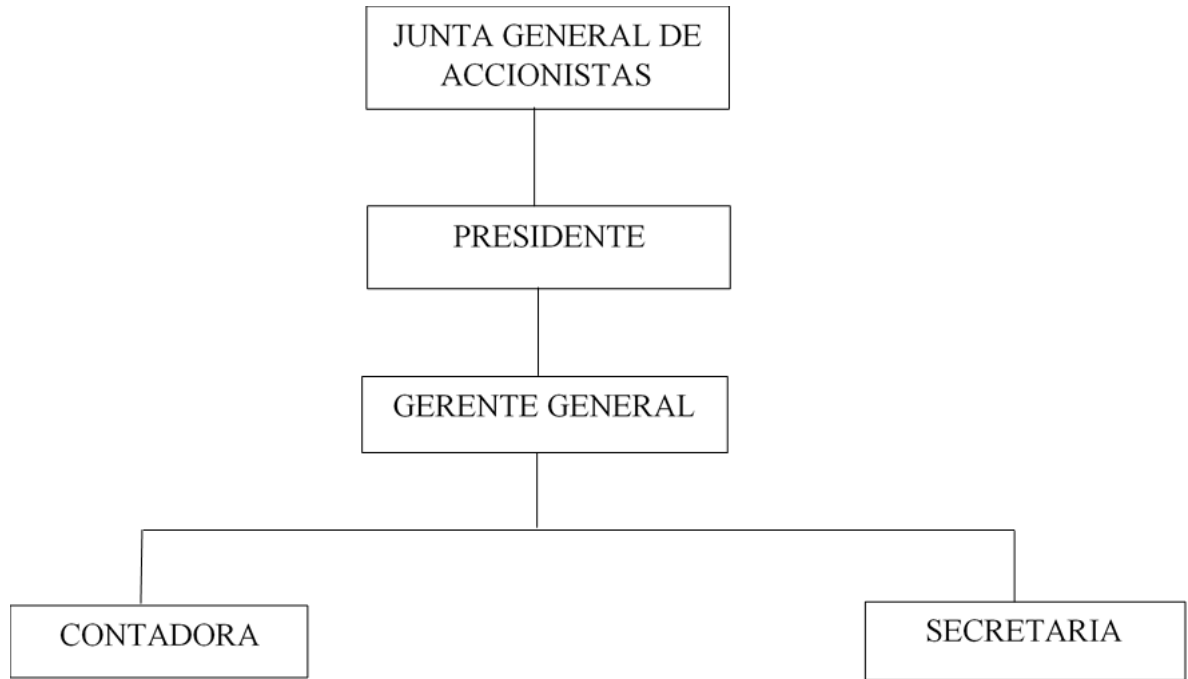 JUNTA GENERAL DE
ACCIONISTAS
PRESIDENTE
GERENTE GENERAL
CONTADORA
SECRETARIA